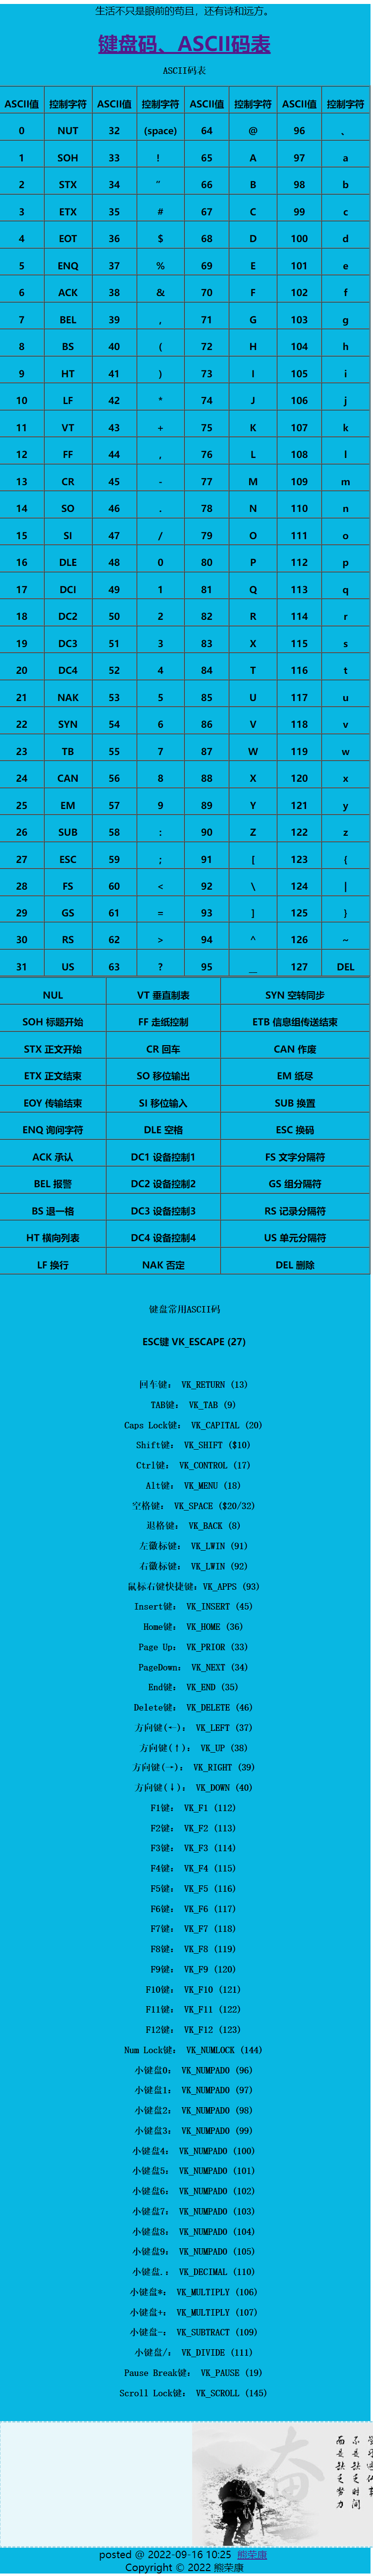 生活不只是眼前的苟且，还有诗和远方。
键盘码、ASCII码表
ASCII码表
ASCII值 控制字符 ASCII值 控制字符 ASCII值 控制字符 ASCII值 控制字符
0 NUT 32 (space) 64 @ 96 、
1 SOH 33 ! 65 A 97 a
2 STX 34 " 66 B 98 b
3 ETX 35 # 67 C 99 c
4 EOT 36 $ 68 D 100 d
5 ENQ 37 % 69 E 101 e
6 ACK 38 & 70 F 102 f
7 BEL 39 , 71 G 103 g
8 BS 40 ( 72 H 104 h
9 HT 41 ) 73 I 105 i
10 LF 42 * 74 J 106 j
11 VT 43 + 75 K 107 k
12 FF 44 , 76 L 108 l
13 CR 45 - 77 M 109 m
14 SO 46 . 78 N 110 n
15 SI 47 / 79 O 111 o
16 DLE 48 0 80 P 112 p
17 DCI 49 1 81 Q 113 q
18 DC2 50 2 82 R 114 r
19 DC3 51 3 83 X 115 s
20 DC4 52 4 84 T 116 t
21 NAK 53 5 85 U 117 u
22 SYN 54 6 86 V 118 v
23 TB 55 7 87 W 119 w
24 CAN 56 8 88 X 120 x
25 EM 57 9 89 Y 121 y
26 SUB 58 : 90 Z 122 z
27 ESC 59 ; 91 [ 123 {
28 FS 60 < 92 \ 124 |
29 GS 61 = 93 ] 125 }
30 RS 62 > 94 ^ 126 ~
31 US 63 ? 95 __ 127 DEL
NUL VT 垂直制表 SYN 空转同步
SOH 标题开始 FF 走纸控制 ETB 信息组传送结束
STX 正文开始 CR 回车 CAN 作废
ETX 正文结束 SO 移位输出 EM 纸尽
EOY 传输结束 SI 移位输入 SUB 换置
ENQ 询问字符 DLE 空格 ESC 换码
ACK 承认 DC1 设备控制1 FS 文字分隔符
BEL 报警 DC2 设备控制2 GS 组分隔符
BS 退一格 DC3 设备控制3 RS 记录分隔符
HT 横向列表 DC4 设备控制4 US 单元分隔符
LF 换行 NAK 否定 DEL 删除
键盘常用ASCII码
ESC键 VK_ESCAPE (27)
回车键： VK_RETURN (13)
TAB键： VK_TAB (9)
Caps Lock键： VK_CAPITAL (20)
Shift键： VK_SHIFT ($10)
Ctrl键： VK_CONTROL (17)
Alt键： VK_MENU (18)
空格键： VK_SPACE ($20/32)
退格键： VK_BACK (8)
左徽标键： VK_LWIN (91)
右徽标键： VK_LWIN (92)
鼠标右键快捷键：VK_APPS (93)
Insert键： VK_INSERT (45)
Home键： VK_HOME (36)
Page Up： VK_PRIOR (33)
PageDown： VK_NEXT (34)
End键： VK_END (35)
Delete键： VK_DELETE (46)
方向键(←)： VK_LEFT (37)
方向键(↑)： VK_UP (38)
方向键(→)： VK_RIGHT (39)
方向键(↓)： VK_DOWN (40)
F1键： VK_F1 (112)
F2键： VK_F2 (113)
F3键： VK_F3 (114)
F4键： VK_F4 (115)
F5键： VK_F5 (116)
F6键： VK_F6 (117)
F7键： VK_F7 (118)
F8键： VK_F8 (119)
F9键： VK_F9 (120)
F10键： VK_F10 (121)
F11键： VK_F11 (122)
F12键： VK_F12 (123)
Num Lock键： VK_NUMLOCK (144)
小键盘0： VK_NUMPAD0 (96)
小键盘1： VK_NUMPAD0 (97)
小键盘2： VK_NUMPAD0 (98)
小键盘3： VK_NUMPAD0 (99)
小键盘4： VK_NUMPAD0 (100)
小键盘5： VK_NUMPAD0 (101)
小键盘6： VK_NUMPAD0 (102)
小键盘7： VK_NUMPAD0 (103)
小键盘8： VK_NUMPAD0 (104)
小键盘9： VK_NUMPAD0 (105)
小键盘.： VK_DECIMAL (110)
小键盘*： VK_MULTIPLY (106)
小键盘+： VK_MULTIPLY (107)
小键盘-： VK_SUBTRACT (109)
小键盘/： VK_DIVIDE (111)
Pause Break键： VK_PAUSE (19)
Scroll Lock键： VK_SCROLL (145)
奋
不是缺乏时间
而是缺乏努力
posted @ 2022-09-16 10:25 熊荣康
Copyright © 2022 熊荣康